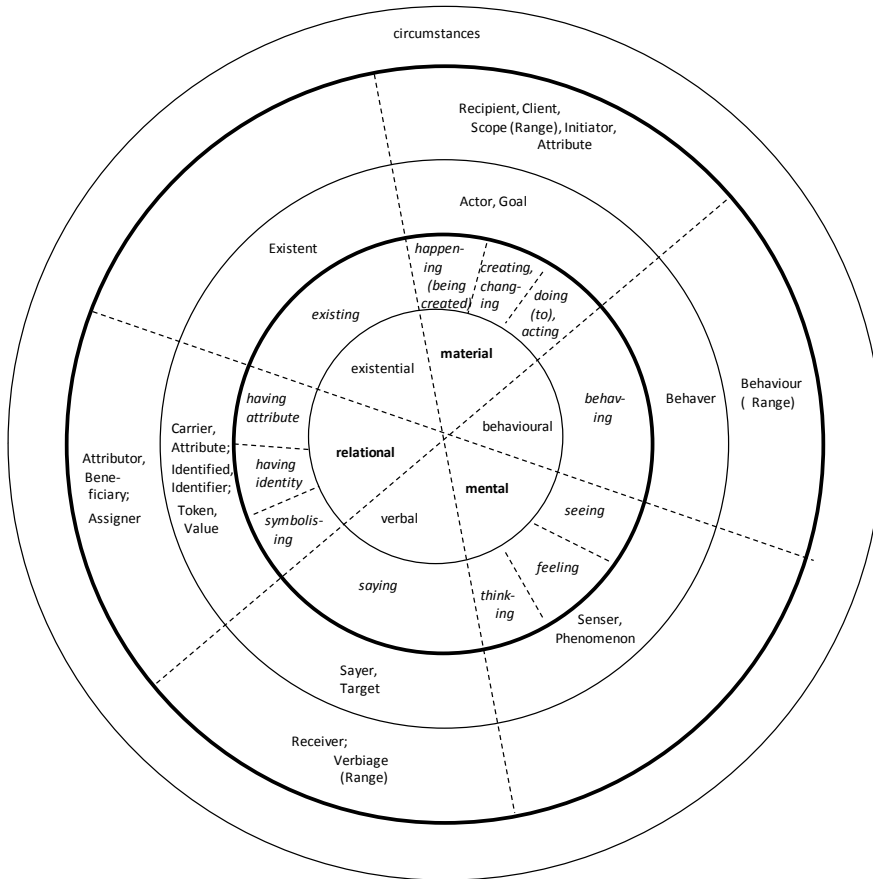 circumstances
Recipient, Client,
Scope (Range), Initiator,
Attribute
Actor, Goal
Existent
happen-
ing
(being
created)
creating,
chang-
ing
doing
(to),
acting
existing
material
existential
having
attribute
behav-
ing
Behaver
Behaviour
( Range)
behavioural
Carrier,
Attribute;
Identified,
Identifier;
Token,
Value
Attributor,
Bene-
ficiary;
Assigner
having
identity
relational
mental
symbolis-
ing
verbal
seeing
feeling
saying
think-
ing
Senser,
Phenomenon
Sayer,
Target
Receiver;
Verbiage
(Range)